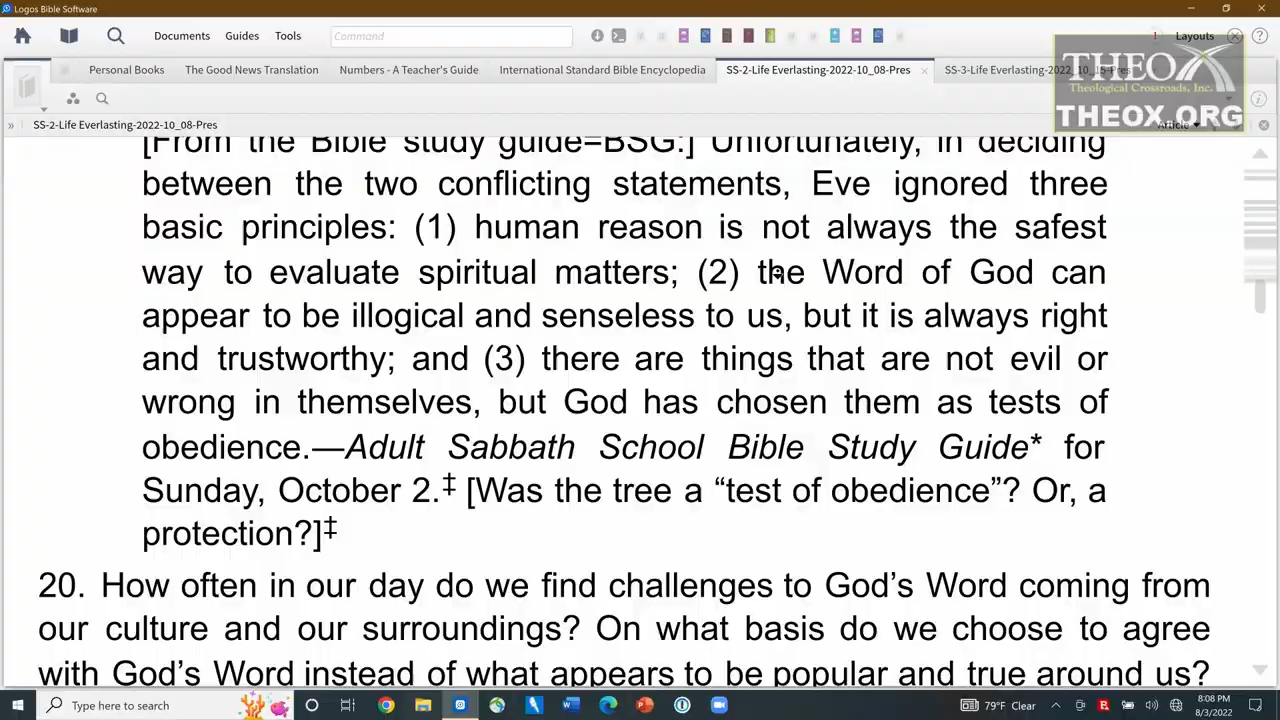 Logos Bible Software
Documents Guides Tools Command Layouts
THEOX
Theological Crossroads, Inc.
THEOX.ORG
Personal Books The Good News Translation Guide International Standard Bible Encyclopedia SS-2-Life Everlasting-2022-10_08-Pres SS-3-Life Everlasting-2022-10_15-Pres
» SS-2-Life Everlasting-2022-10_08-Pres Article
[From the Bible study guide=BSG:] Unfortunately, in deciding
between the two conflicting statements, Eve ignored three
basic principles: (1) human reason is not always the safest
way to evaluate spiritual matters; (2) the Word of God can
appear to be illogical and senseless to us, but it is always right
and trustworthy; and (3) there are things that are not evil or
wrong in themselves, but God has chosen them as tests of
obedience.—Adult Sabbath School Bible Study Guide* for
Sunday, October 2.‡ [Was the tree a “test of obedience”? Or, a
protection?]‡
20. How often in our day do we find challenges to God’s Word coming from
our culture and our surroundings? On what basis do we choose to agree
with God’s Word instead of what appears to be popular and true around us?
Type here to search 79°F Clear 8:08 PM
8/3/2022